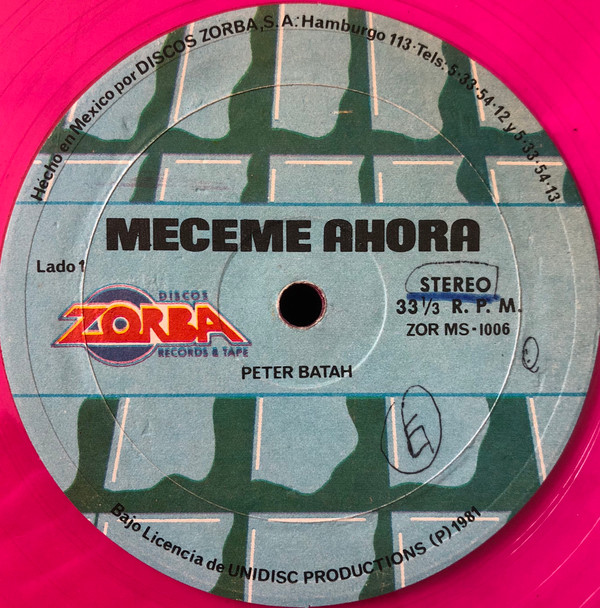 Hecho en Mexico por DISCOS ZORBA, S.A.: Hamburgo 113·Tels: 5·33·54·12 y 5·33·54·13
MECEME AHORA
Lado 1
DISCOS
ZORBA
RECORDS & TAPE
STEREO
33 1/3 R. P. M.
ZOR MS-1006
PETER BATAH
Bajo Licencia de UNIDISC PRODUCTIONS (P) 1981